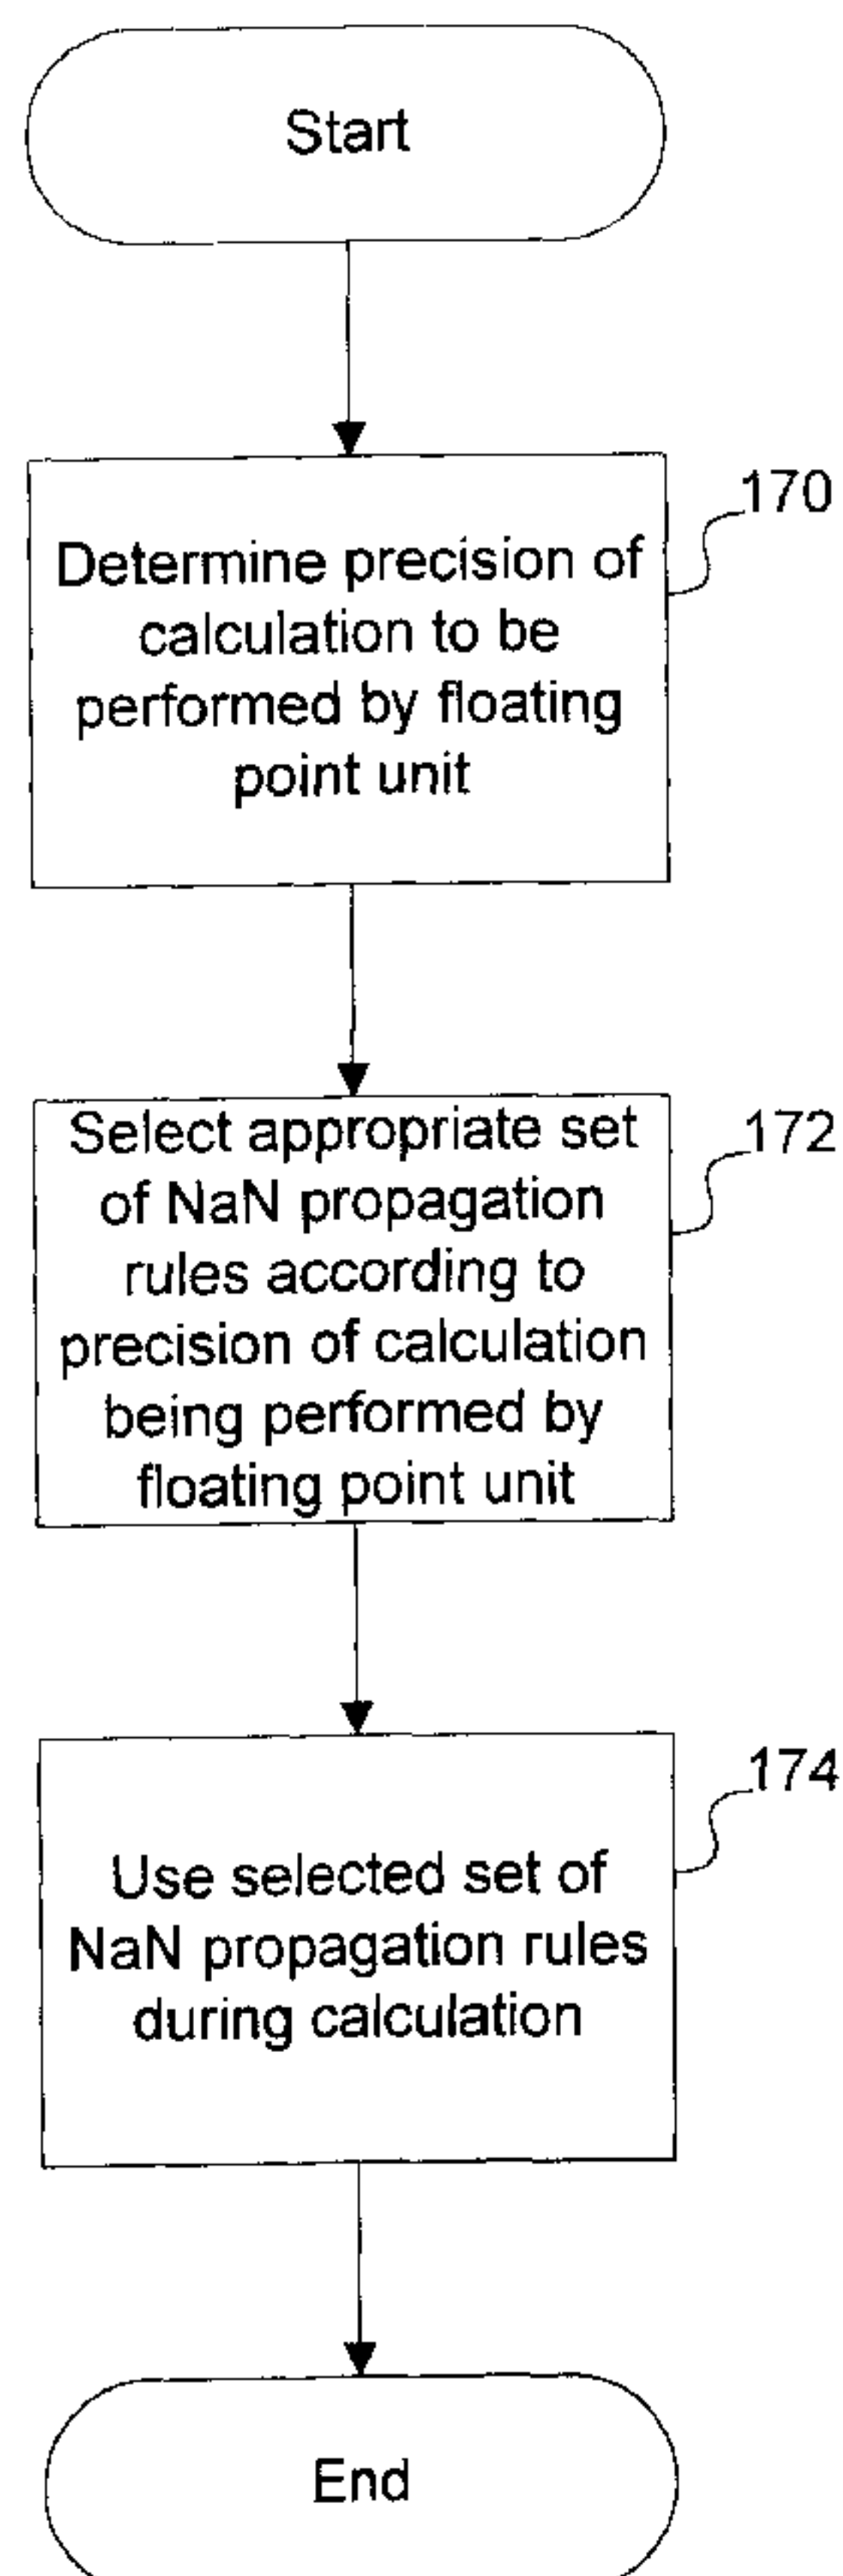 Start
170
Determine precision of
calculation to be
performed by floating
point unit
172
Select appropriate set
of NaN propagation
rules according to
precision of calculation
being performed by
floating point unit
174
Use selected set of
NaN propagation rules
during calculation
End